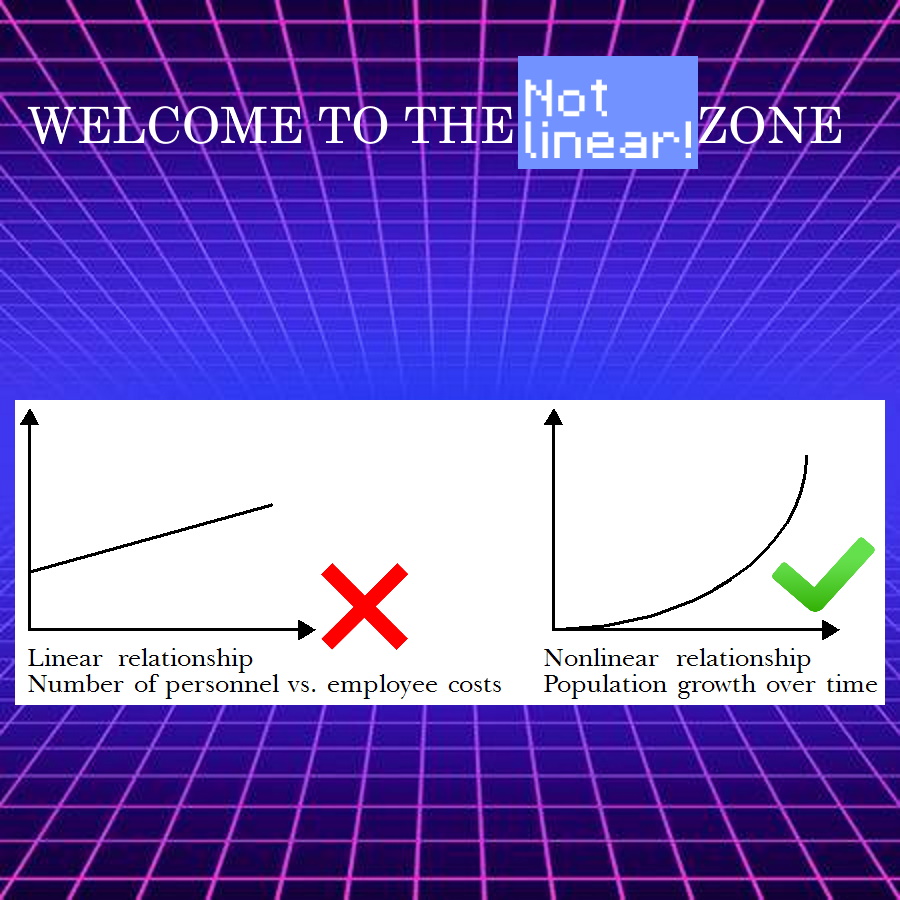 WELCOME TO THE Not linear! ZONE
Linear relationship
Number of personnel vs. employee costs
Nonlinear relationship
Population growth over time